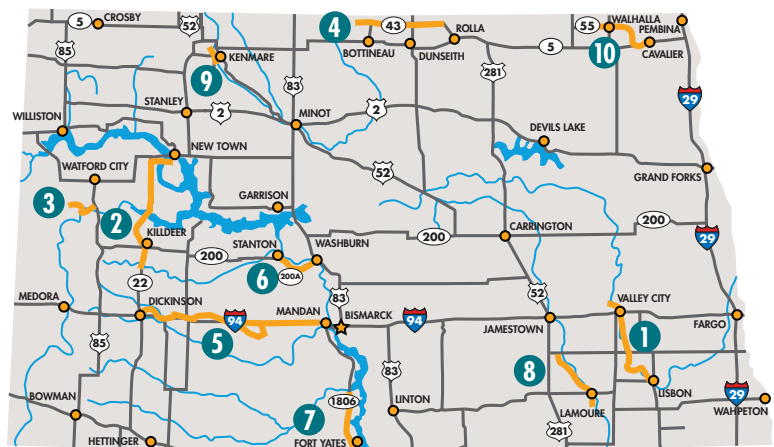 5
CROSBY
52
85
4
43
ROLLA
BOTTINEAU
DUNSEITH
5
55
WALHALLA
PEMBINA
10
CAVALIER
9
KENMARE
83
281
29
STANLEY
2
MINOT
2
WILLISTON
DEVILS LAKE
NEW TOWN
WATFORD CITY
52
GRAND FORKS
3
2
GARRISON
KILLDEER
200
STANTON
WASHBURN
200
CARRINGTON
200
29
6
200A
22
MEDORA
DICKINSON
94
MANDAN
83
BISMARCK
94
52
JAMESTOWN
VALLEY CITY
FARGO
5
85
1
83
8
BOWMAN
1806
LINTON
LISBON
29
LAMOURE
WAHPETON
7
HETTINGER
FORT YATES
281